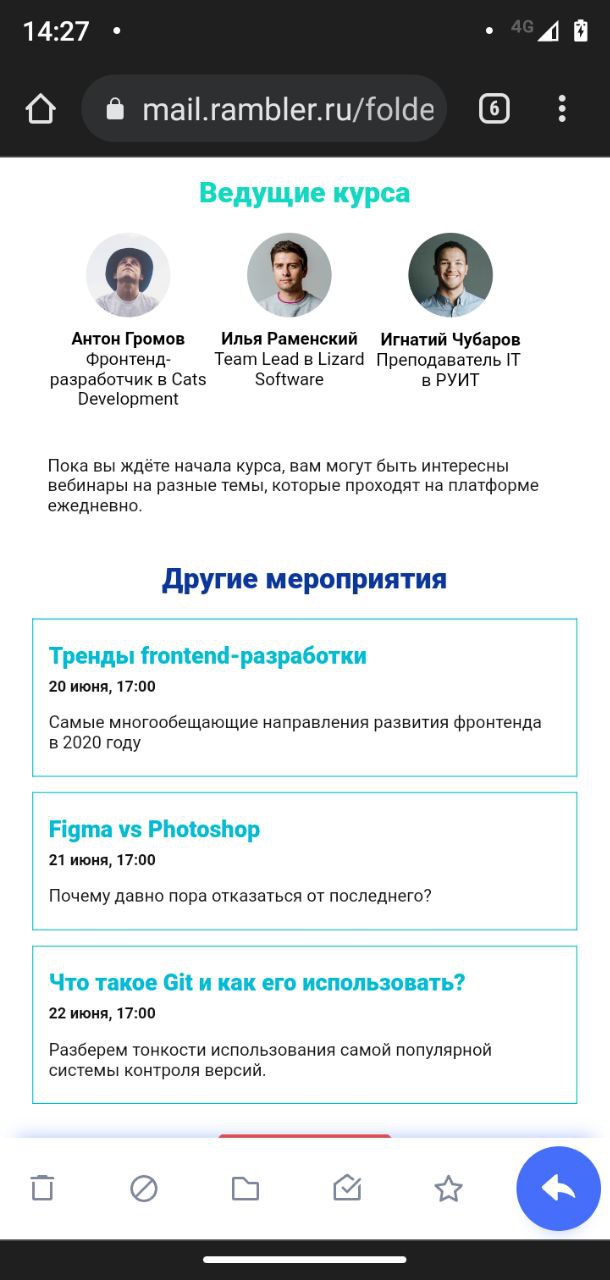 14:27
4G
mail.rambler.ru/folde
6
Ведущие курса
Антон Громов
Фронтенд-
разработчик в Cats
Development
Илья Раменский
Team Lead в Lizard
Software
Игнатий Чубаров
Преподаватель IT
в РУИТ
Пока вы ждёте начала курса, вам могут быть интересны
вебинары на разные темы, которые проходят на платформе
ежедневно.
Другие мероприятия
Тренды frontend-разработки
20 июня, 17:00
Самые многообещающие направления развития фронтенда
в 2020 году
Figma vs Photoshop
21 июня, 17:00
Почему давно пора отказаться от последнего?
Что такое Git и как его использовать?
22 июня, 17:00
Разберем тонкости использования самой популярной
системы контроля версий.